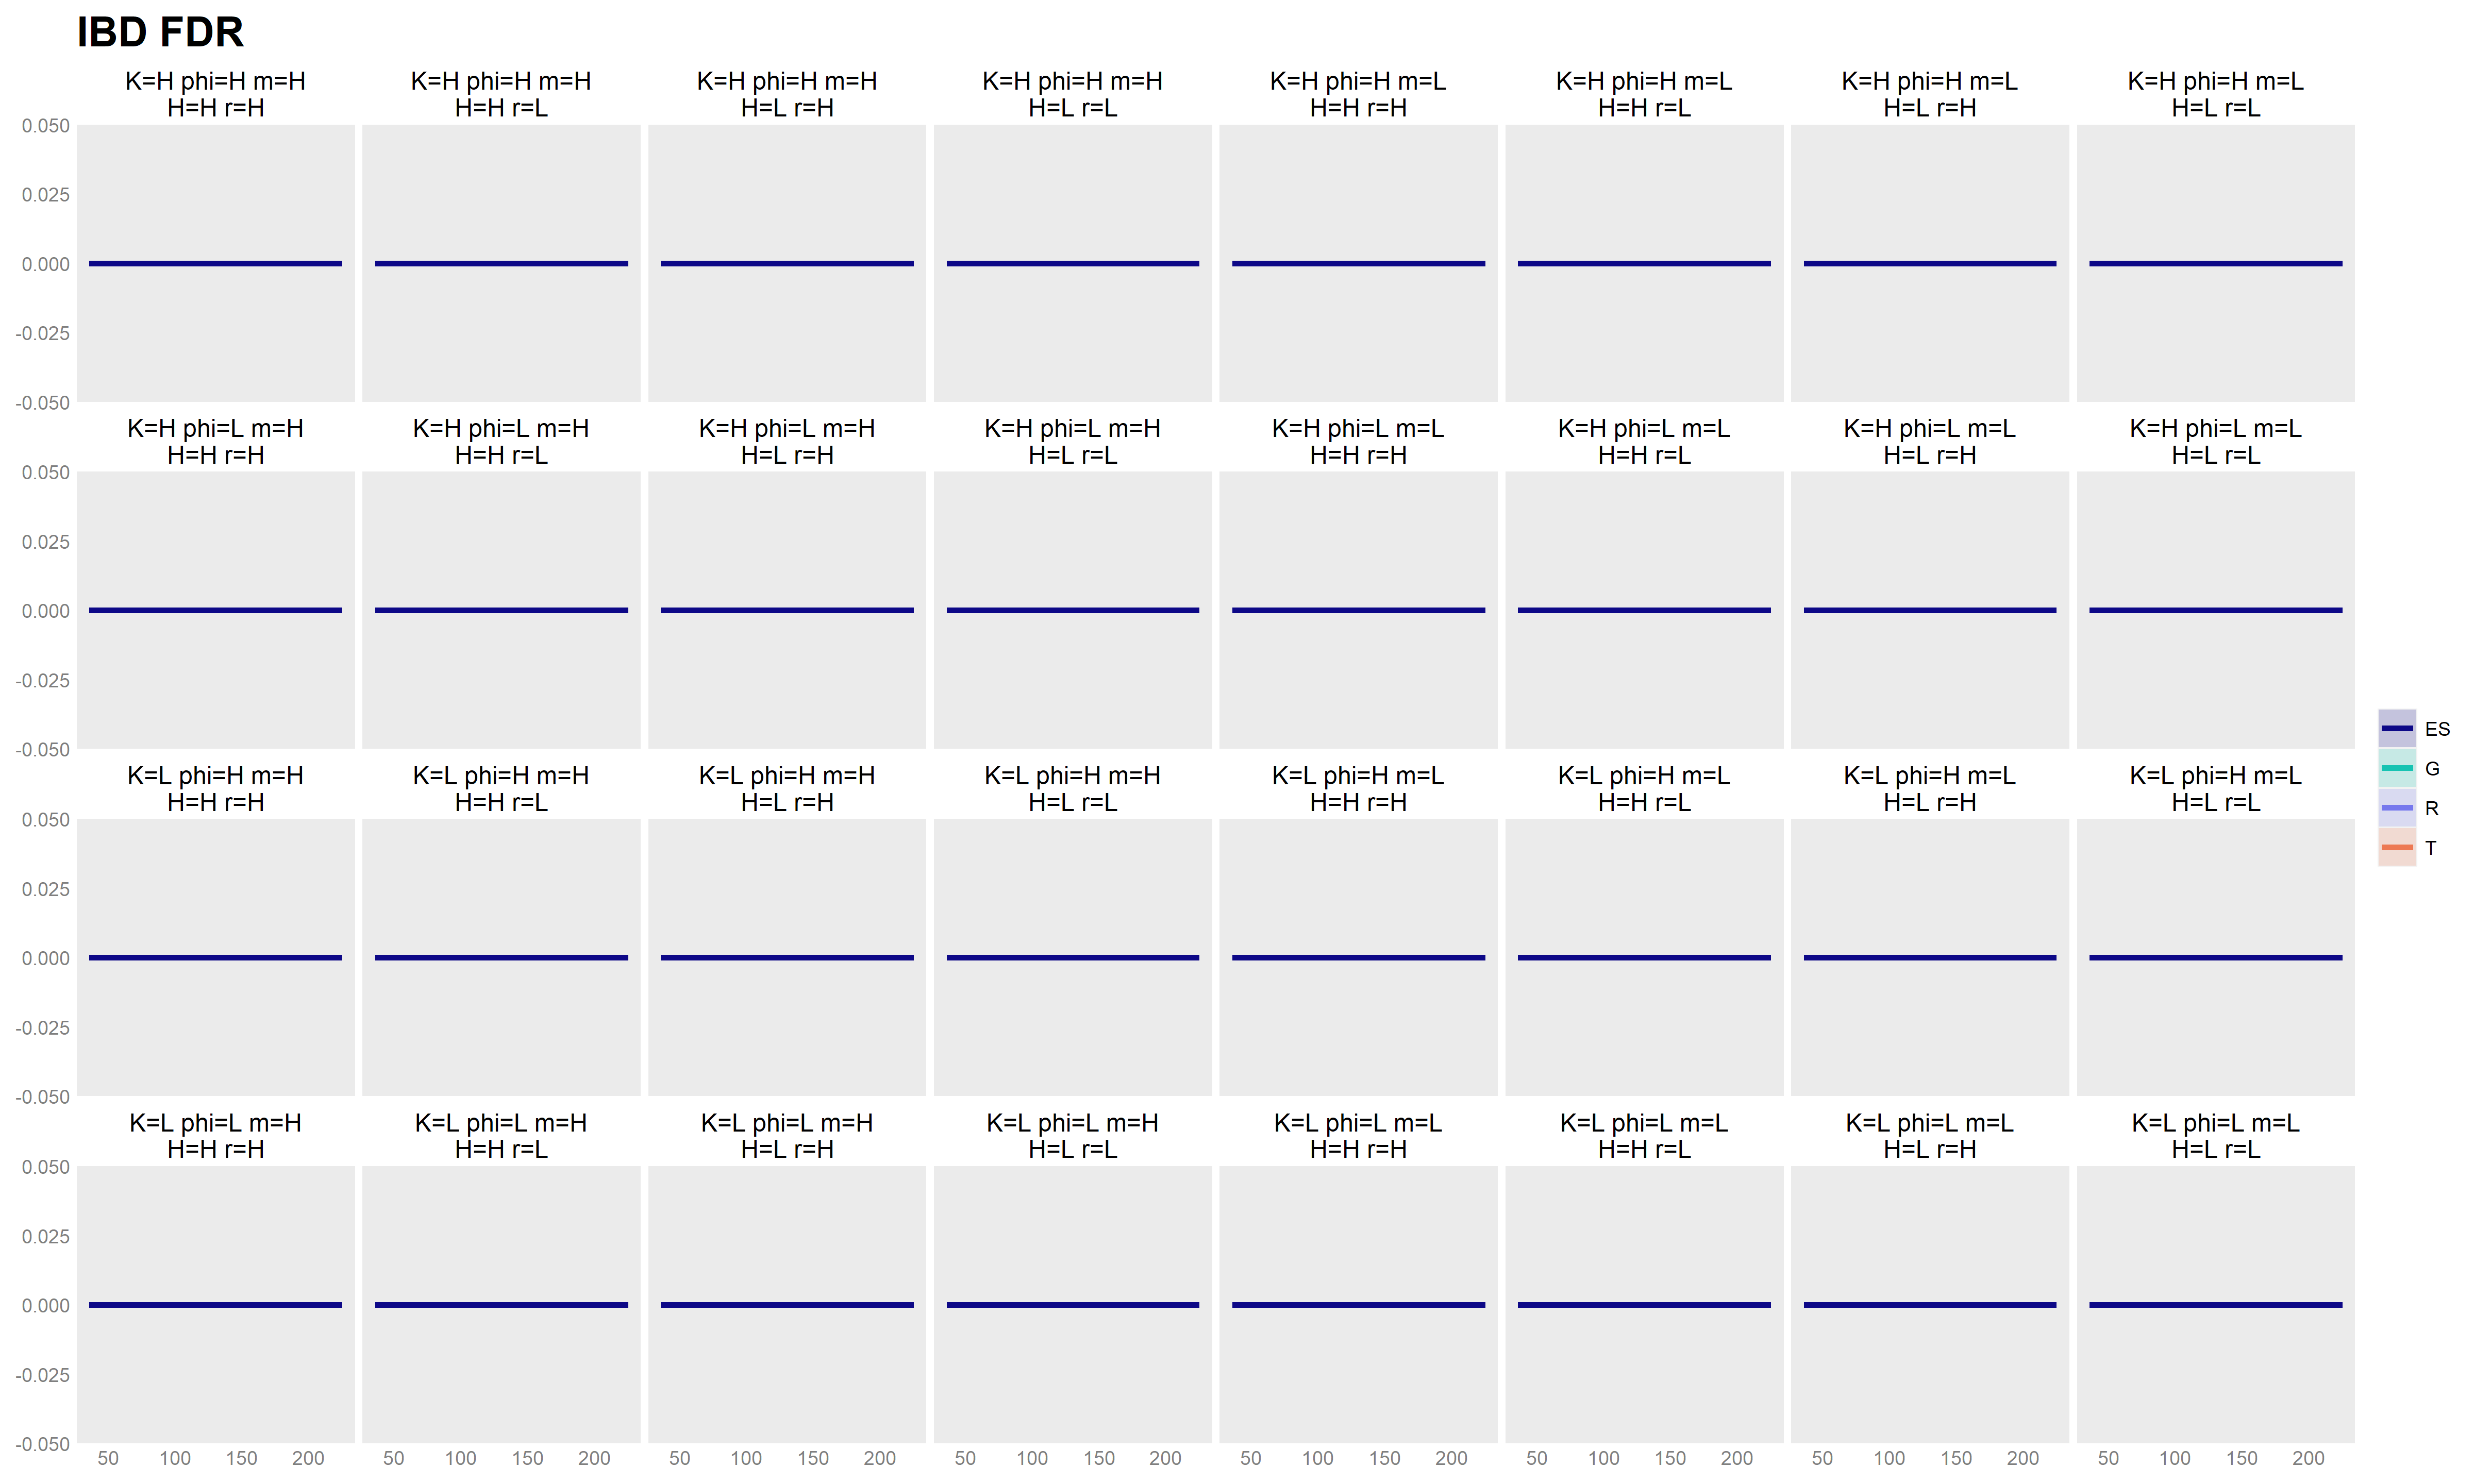 IBD FDR
K=H phi=H m=H K=H phi=H m=H K=H phi=H m=H K=H phi=H m=H K=H phi=H m=L K=H phi=H m=L K=H phi=H m=L K=H phi=H m=L
H=H r=H H=H r=L H=L r=H H=L r=L H=H r=H H=H r=L H=L r=H H=L r=L
0.050
0.025
0.000
-0.025
-0.050
K=H phi=L m=H K=H phi=L m=H K=H phi=L m=H K=H phi=L m=H K=H phi=L m=L K=H phi=L m=L K=H phi=L m=L K=H phi=L m=L
H=H r=H H=H r=L H=L r=H H=L r=L H=H r=H H=H r=L H=L r=H H=L r=L
0.050
0.025
0.000
-0.025
-0.050
K=L phi=H m=H K=L phi=H m=H K=L phi=H m=H K=L phi=H m=H K=L phi=H m=L K=L phi=H m=L K=L phi=H m=L K=L phi=H m=L
H=H r=H H=H r=L H=L r=H H=L r=L H=H r=H H=H r=L H=L r=H H=L r=L
0.050
0.025
0.000
-0.025
-0.050
K=L phi=L m=H K=L phi=L m=H K=L phi=L m=H K=L phi=L m=H K=L phi=L m=L K=L phi=L m=L K=L phi=L m=L K=L phi=L m=L
H=H r=H H=H r=L H=L r=H H=L r=L H=H r=H H=H r=L H=L r=H H=L r=L
0.050
0.025
0.000
-0.025
-0.050
50 100 150 200 50 100 150 200 50 100 150 200 50 100 150 200 50 100 150 200 50 100 150 200 50 100 150 200 50 100 150 200
ES
G
R
T